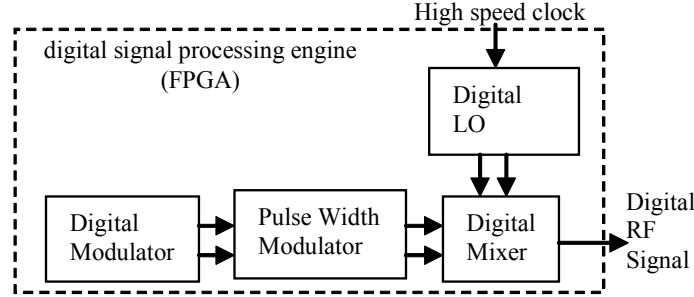 High speed clock
digital signal processing engine
(FPGA)
Digital
LO
Digital
Modulator
Pulse Width
Modulator
Digital
Mixer
Digital
RF
Signal